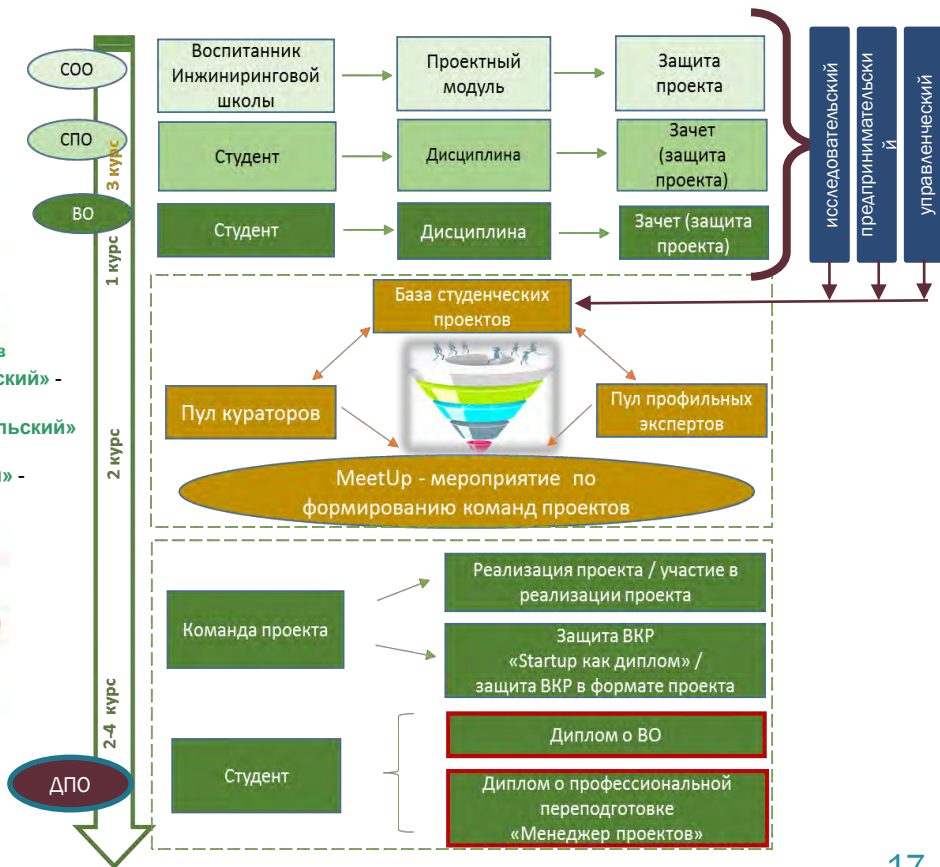 СОО
СПО
3 курс
ВО
1 курс
2 курс
2-4 курс
ДПО
Воспитанник
Инжиниринговой
школы
Проектный
модуль
Защита
проекта
Студент
Дисциплина
Зачет
(защита
проекта)
Студент
Дисциплина
Зачет (защита
проекта)
исследовательский
предпринимательски
й
управленческий
База студенческих
проектов
Пул кураторов
Пул профильных
экспертов
MeetUp - мероприятие по
формированию команд проектов
в
ский» -
льский»
» -
Команда проекта
Реализация проекта / участие в
реализации проекта
Защита ВКР
«Startup как диплом» /
защита ВКР в формате проекта
Студент
Диплом о ВО
Диплом о профессиональной
переподготовке
«Менеджер проектов»
17